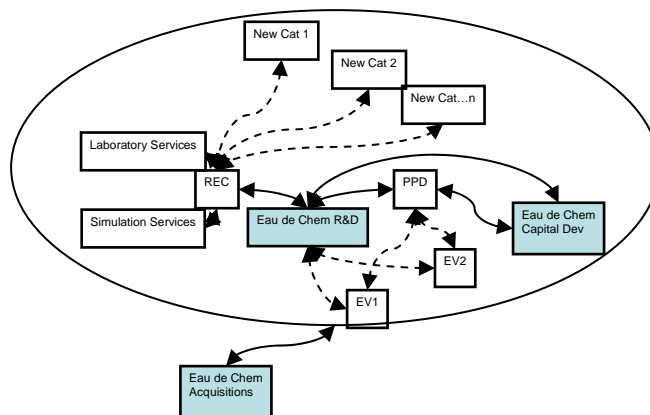 New Cat 1
New Cat 2
New Cat...n
Laboratory Services
REC
PPD
Simulation Services
Eau de Chem R&D
Eau de Chem
Capital Dev
EV2
EV1
Eau de Chem
Acquisitions